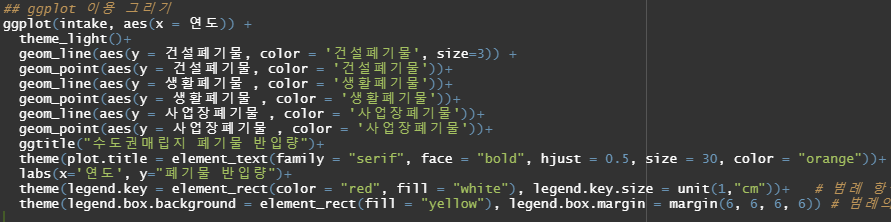 ## ggplot 이용 그리기
ggplot(intake, aes(x = 연도)) +
theme_light()+
geom_line(aes(y = 건설폐기물, color = '건설폐기물', size=3)) +
geom_point(aes(y = 건설폐기물, color = '건설폐기물'))+
geom_line(aes(y = 생활폐기물 , color = '생활폐기물'))+
geom_point(aes(y = 생활폐기물 , color = '생활폐기물'))+
geom_line(aes(y = 사업장폐기물 , color = '사업장폐기물'))+
geom_point(aes(y = 사업장폐기물 , color = '사업장폐기물'))+
ggtitle("수도권매립지 폐기물 반입량")+
theme(plot.title = element_text(family = "serif", face = "bold", hjust = 0.5, size = 30, color = "orange"))+
labs(x='연도', y="폐기물 반입량")+
theme(legend.key = element_rect(color = "red", fill = "white"), legend.key.size = unit(1,"cm"))+ # 범례 항
theme(legend.box.background = element_rect(fill = "yellow"), legend.box.margin = margin(6, 6, 6, 6)) # 범례의